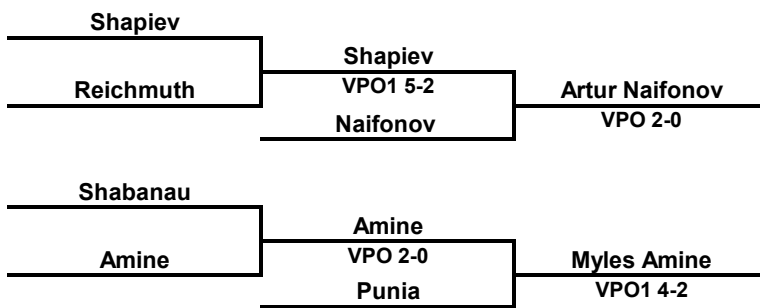 Shapiev
Shapiev
Reichmuth
VPO1 5-2
Artur Naifonov
Naifonov
VPO 2-0
Shabanau
Amine
Amine
VPO 2-0
Myles Amine
Punia
VPO1 4-2